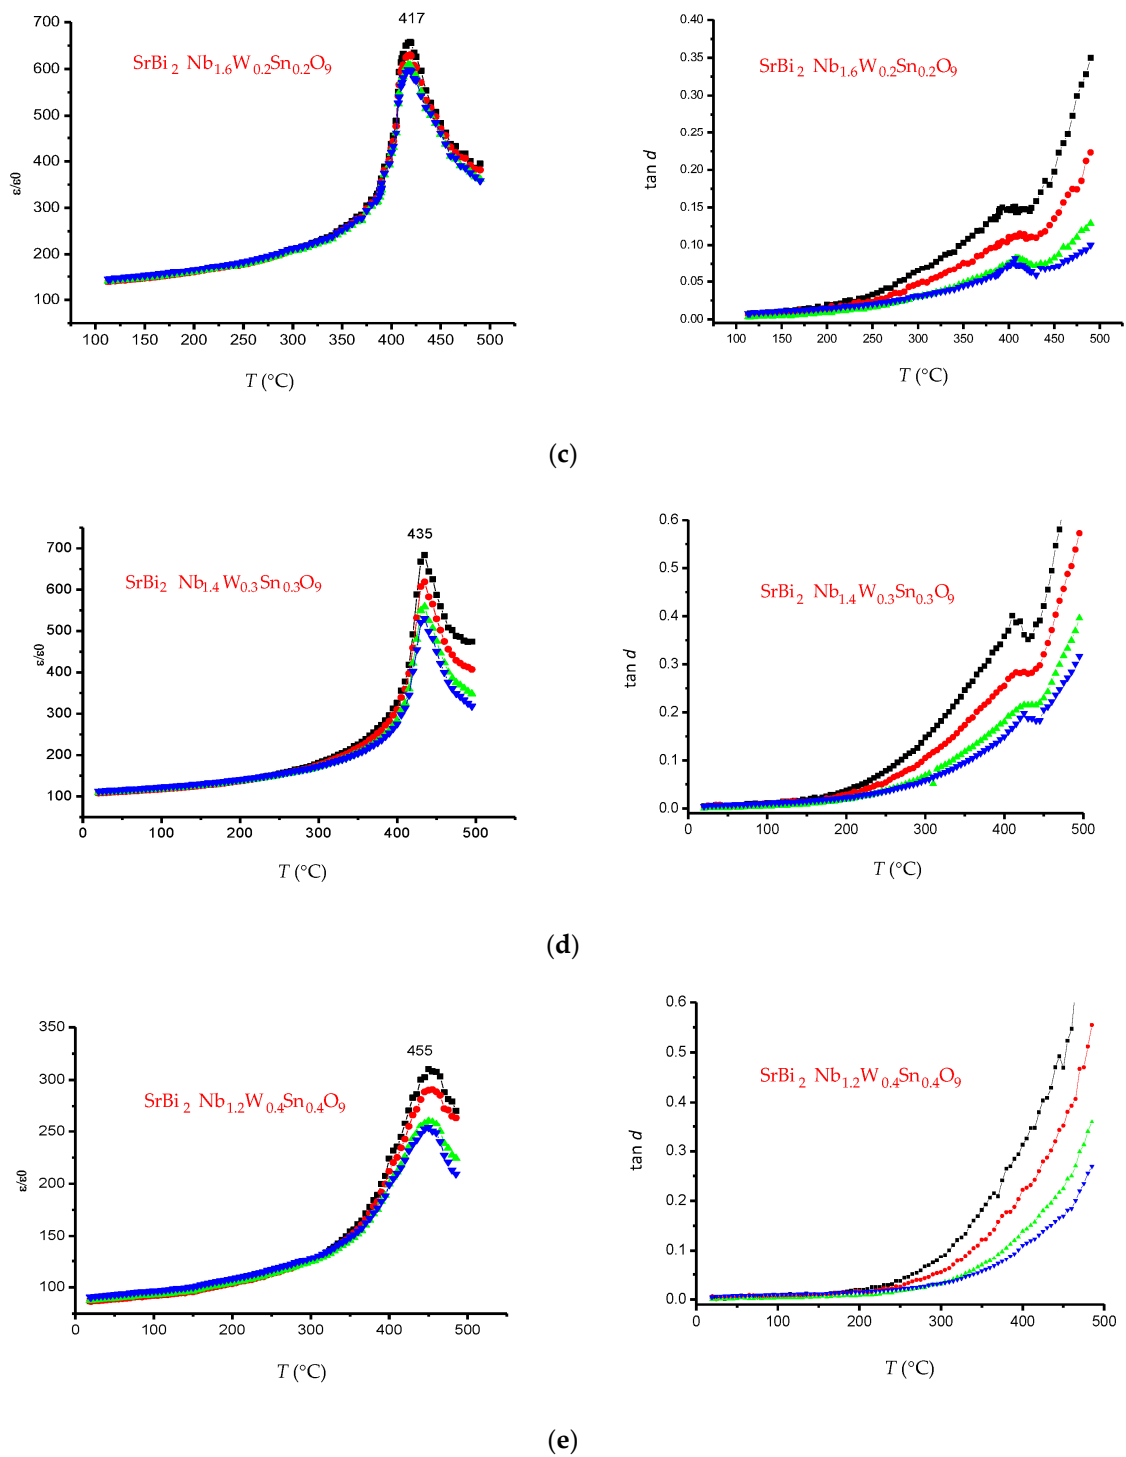 417
SrBi2 Nb1.6W0.2Sn0.2O9
ε/ε0
700
600
500
400
300
200
100
100 150 200 250 300 350 400 450 500
T (°C)
SrBi2 Nb1.6W0.2Sn0.2O9
tan d
0.40
0.35
0.30
0.25
0.20
0.15
0.10
0.05
0.00
100 150 200 250 300 350 400 450 500
T (°C)
(c)
435
SrBi2 Nb1.4W0.3Sn0.3O9
ε/ε0
700
600
500
400
300
200
100
0 100 200 300 400 500
T (°C)
SrBi2 Nb1.4W0.3Sn0.3O9
tan d
0.6
0.5
0.4
0.3
0.2
0.1
0.0
0 100 200 300 400 500
T (°C)
(d)
455
SrBi2 Nb1.2W0.4Sn0.4O9
ε/ε0
350
300
250
200
150
100
0 100 200 300 400 500
T (°C)
SrBi2 Nb1.2W0.4Sn0.4O9
tan d
0.6
0.5
0.4
0.3
0.2
0.1
0.0
0 100 200 300 400 500
T (°C)
(e)